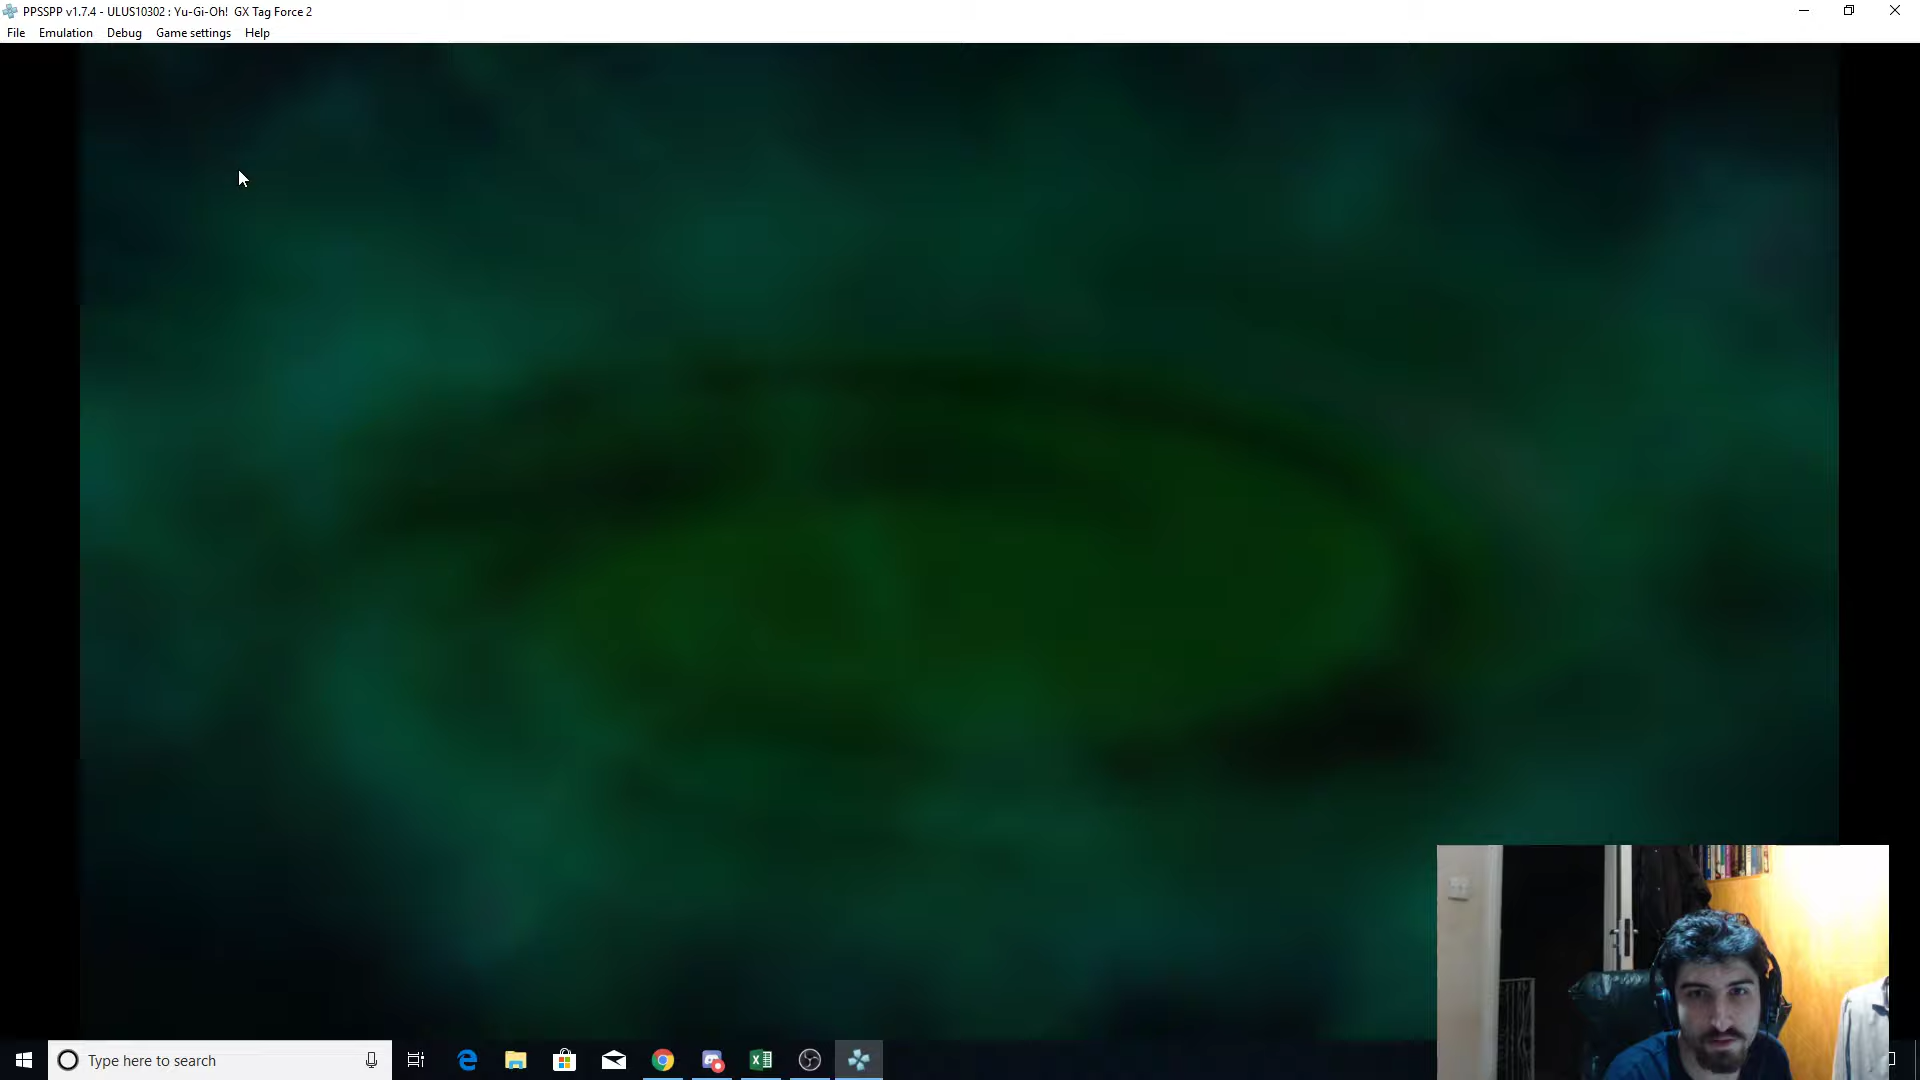 PPSSPP v1.7.4 - ULUS10302 : Yu-Gi-Oh! GX Tag Force 2
File Emulation Debug Game settings Help
Type here to search